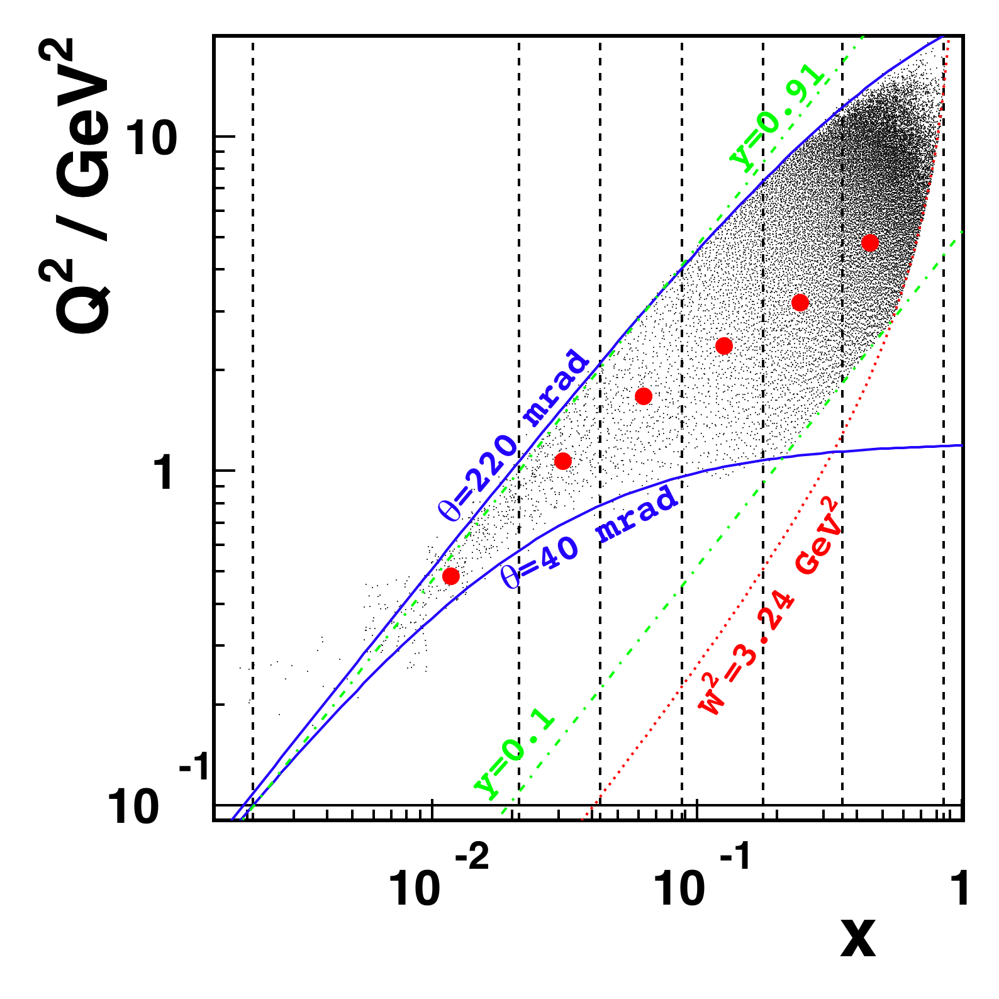 Q² / GeV²
10
1
10⁻¹
10⁻²
10⁻¹
1
x
y=0.91
θ=220 mrad
θ=40 mrad
y=0.1
W²=3.24 GeV²